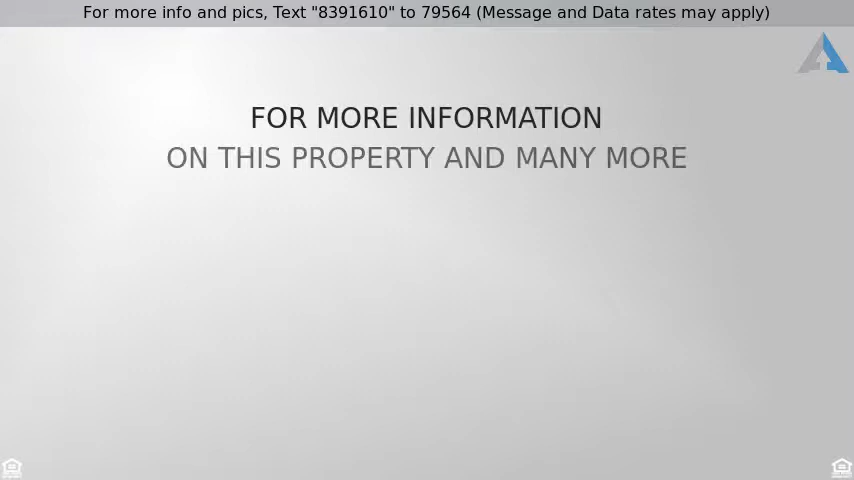 For more info and pics, Text "8391610" to 79564 (Message and Data rates may apply)
FOR MORE INFORMATION
ON THIS PROPERTY AND MANY MORE